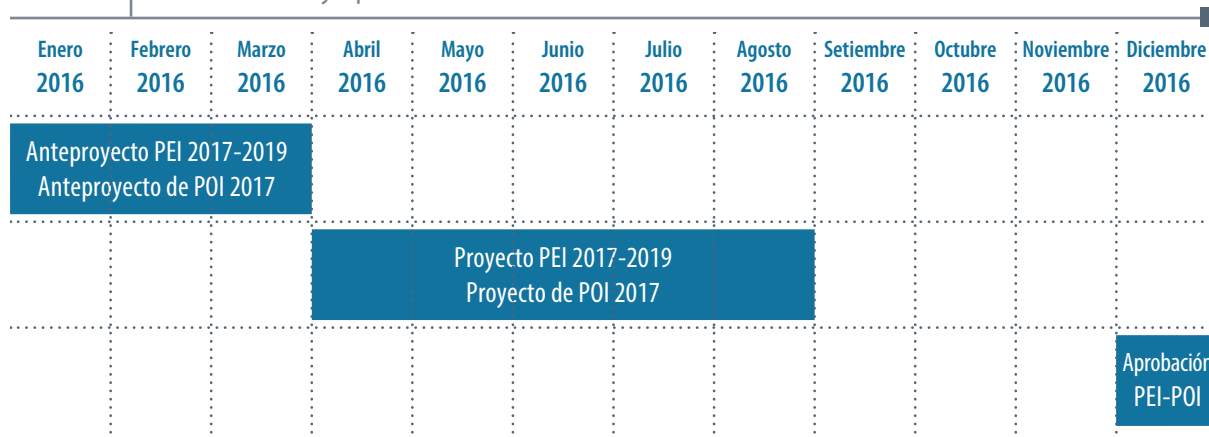 Enero Febrero Marzo Abril Mayo Junio Julio Agosto Setiembre Octubre Noviembre Diciembre
2016 2016 2016 2016 2016 2016 2016 2016 2016 2016 2016 2016
Anteproyecto PEI 2017-2019
Anteproyecto de POI 2017
Proyecto PEI 2017-2019
Proyecto de POI 2017
Aprobación
PEI-POI